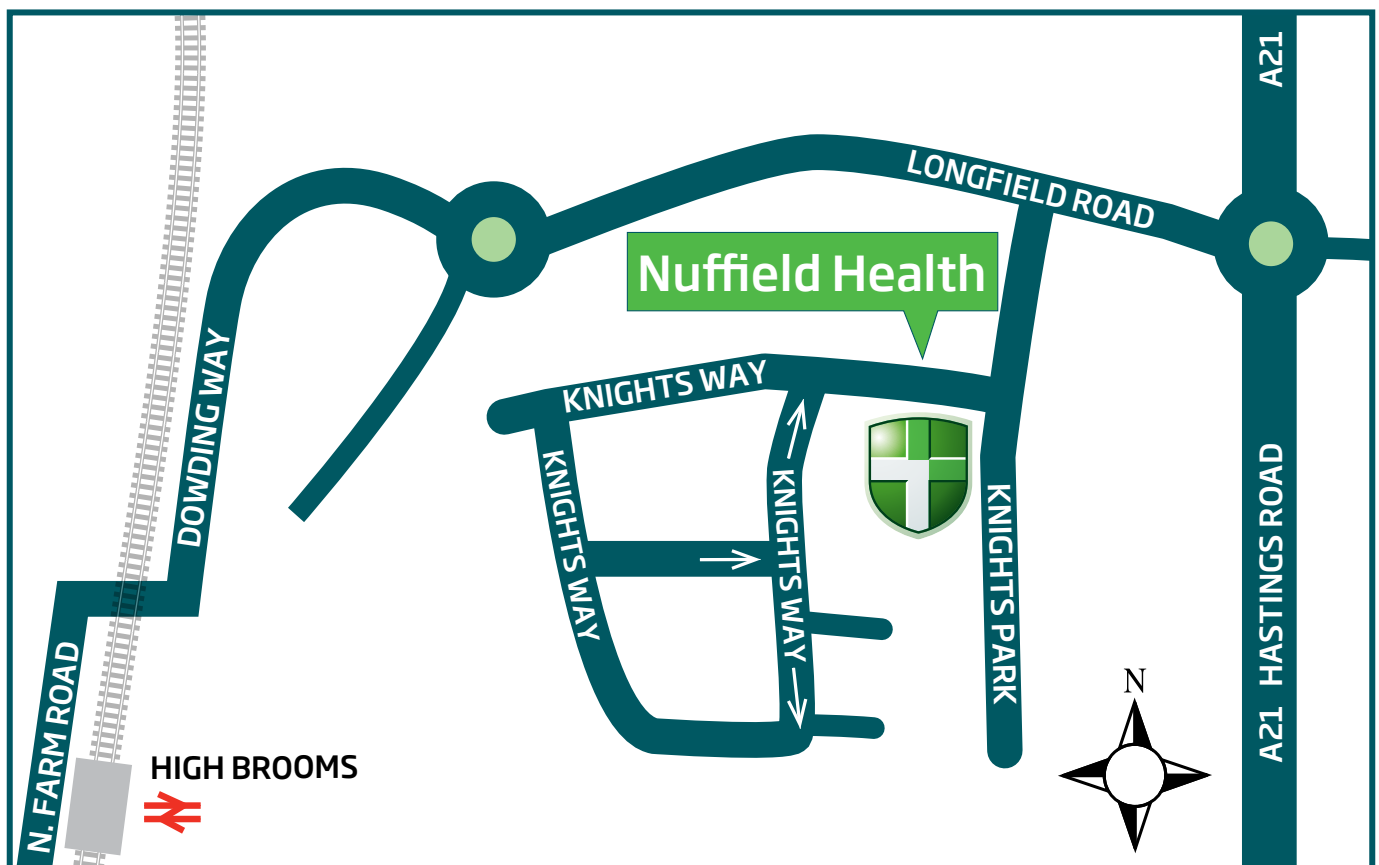 A21
LONGFIELD ROAD
Nuffield Health
DOWDING WAY
KNIGHTS WAY
KNIGHTS WAY
KNIGHTS WAY
KNIGHTS PARK
A21 HASTINGS ROAD
N. FARM ROAD
N
HIGH BROOMS